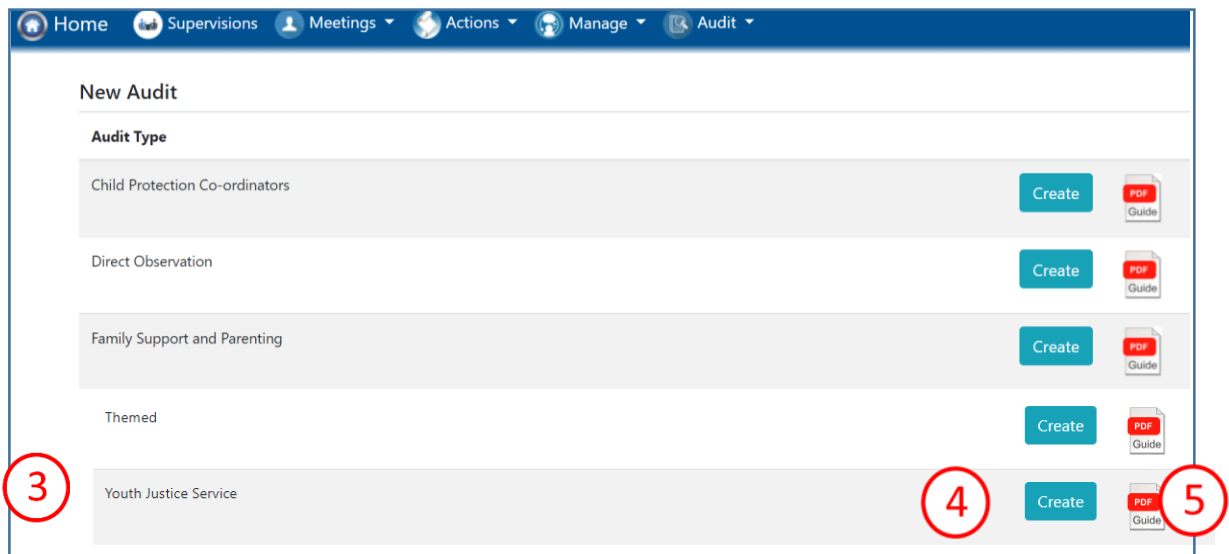 Home Supervisions Meetings Actions Manage Audit
New Audit
Audit Type
Child Protection Co-ordinators Create PDF Guide
Direct Observation Create PDF Guide
Family Support and Parenting Create PDF Guide
Themed Create PDF Guide
3 Youth Justice Service 4 Create PDF Guide 5